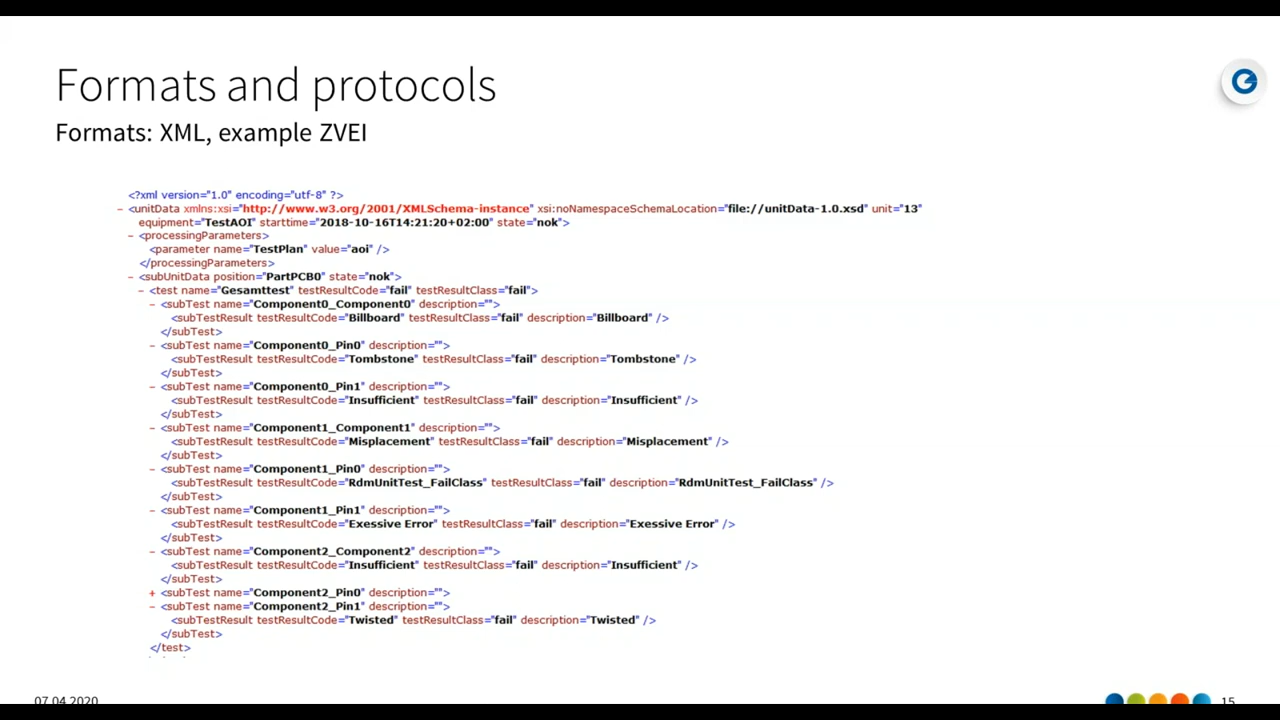 Formats and protocols
Formats: XML, example ZVEI
<?xml version="1.0" encoding="utf-8" ?>
- <unitData xmlns:xsi="http://www.w3.org/2001/XMLSchema-instance" xsi:noNamespaceSchemaLocation="file://unitData-1.0.xsd" unit="13"
equipment="TestAOI" starttime="2018-10-16T14:21:20+02:00" state="nok">
- <processingParameters>
<parameter name="TestPlan" value="aoi" />
</processingParameters>
- <subUnitData position="PartPCB0" state="nok">
- <test name="Gesamttest" testResultCode="fail" testResultClass="fail">
- <subTest name="Component0_Component0" description="">
<subTestResult testResultCode="Billboard" testResultClass="fail" description="Billboard" />
</subTest>
- <subTest name="Component0_Pin0" description="">
<subTestResult testResultCode="Tombstone" testResultClass="fail" description="Tombstone" />
</subTest>
- <subTest name="Component0_Pin1" description="">
<subTestResult testResultCode="Insufficient" testResultClass="fail" description="Insufficient" />
</subTest>
- <subTest name="Component1_Component1" description="">
<subTestResult testResultCode="Misplacement" testResultClass="fail" description="Misplacement" />
</subTest>
- <subTest name="Component1_Pin0" description="">
<subTestResult testResultCode="RdmUnitTest_FailClass" testResultClass="fail" description="RdmUnitTest_FailClass" />
</subTest>
- <subTest name="Component1_Pin1" description="">
<subTestResult testResultCode="Exessive Error" testResultClass="fail" description="Exessive Error" />
</subTest>
- <subTest name="Component2_Component2" description="">
<subTestResult testResultCode="Insufficient" testResultClass="fail" description="Insufficient" />
</subTest>
+ <subTest name="Component2_Pin0" description="">
- <subTest name="Component2_Pin1" description="">
<subTestResult testResultCode="Twisted" testResultClass="fail" description="Twisted" />
</subTest>
</test>
07.04.2020
15